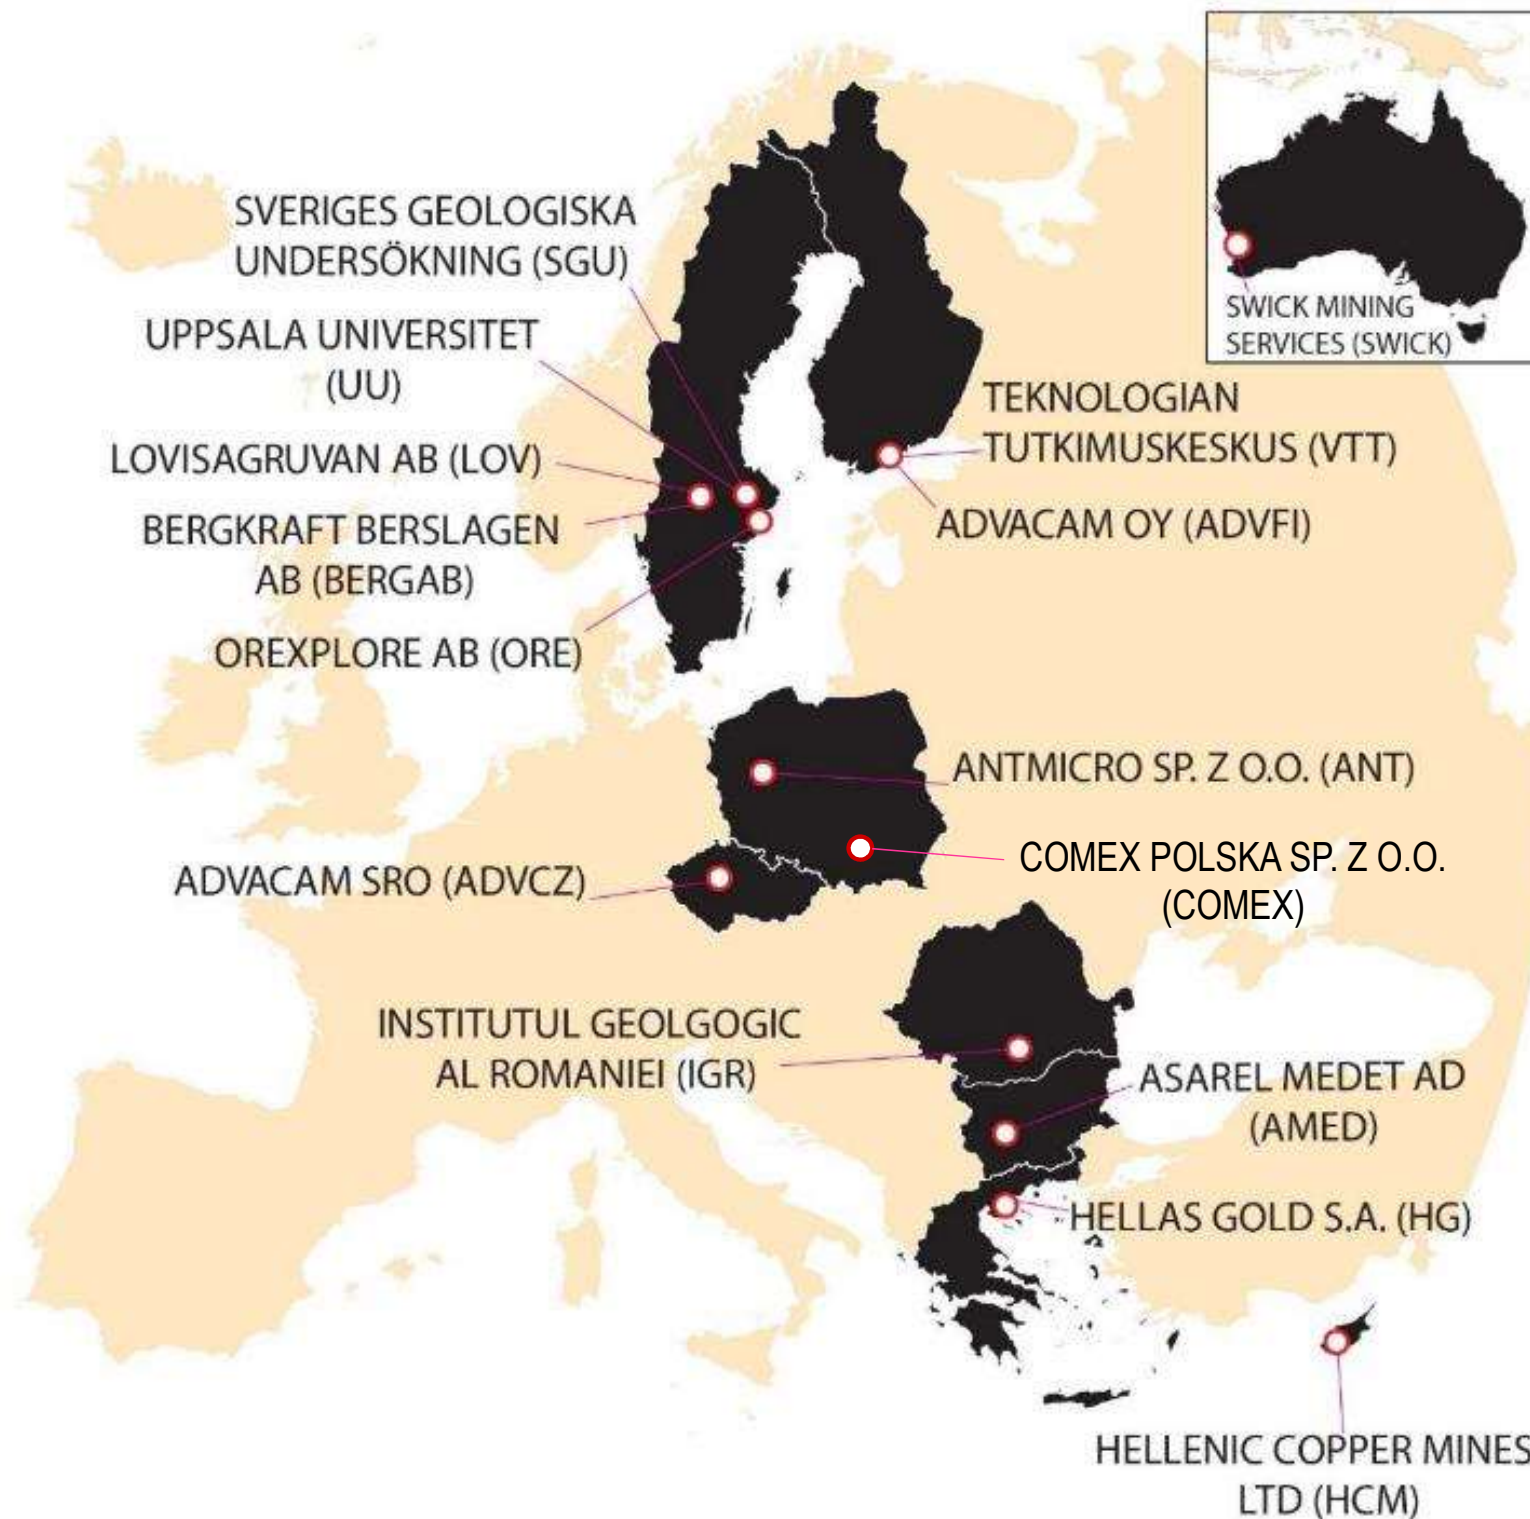 SVERIGES GEOLOGISKA
UNDERSÖKNING (SGU)
UPPSALA UNIVERSITET
(UU)
LOVISAGRUVAN AB (LOV)
BERGKRAFT BERSLAGEN
AB (BERGAB)
OREXPLORE AB (ORE)
SWICK MINING
SERVICES (SWICK)
TEKNOLOGIAN
TUTKIMUSKESKUS (VTT)
ADVACAM OY (ADVFI)
ANTMICRO SP. Z O.O. (ANT)
COMEX POLSKA SP. Z O.O.
(COMEX)
ADVACAM SRO (ADVCZ)
INSTITUTUL GEOLGOGIC
AL ROMANIEI (IGR)
ASAREL MEDET AD
(AMED)
HELLAS GOLD S.A. (HG)
HELLENIC COPPER MINES
LTD (HCM)